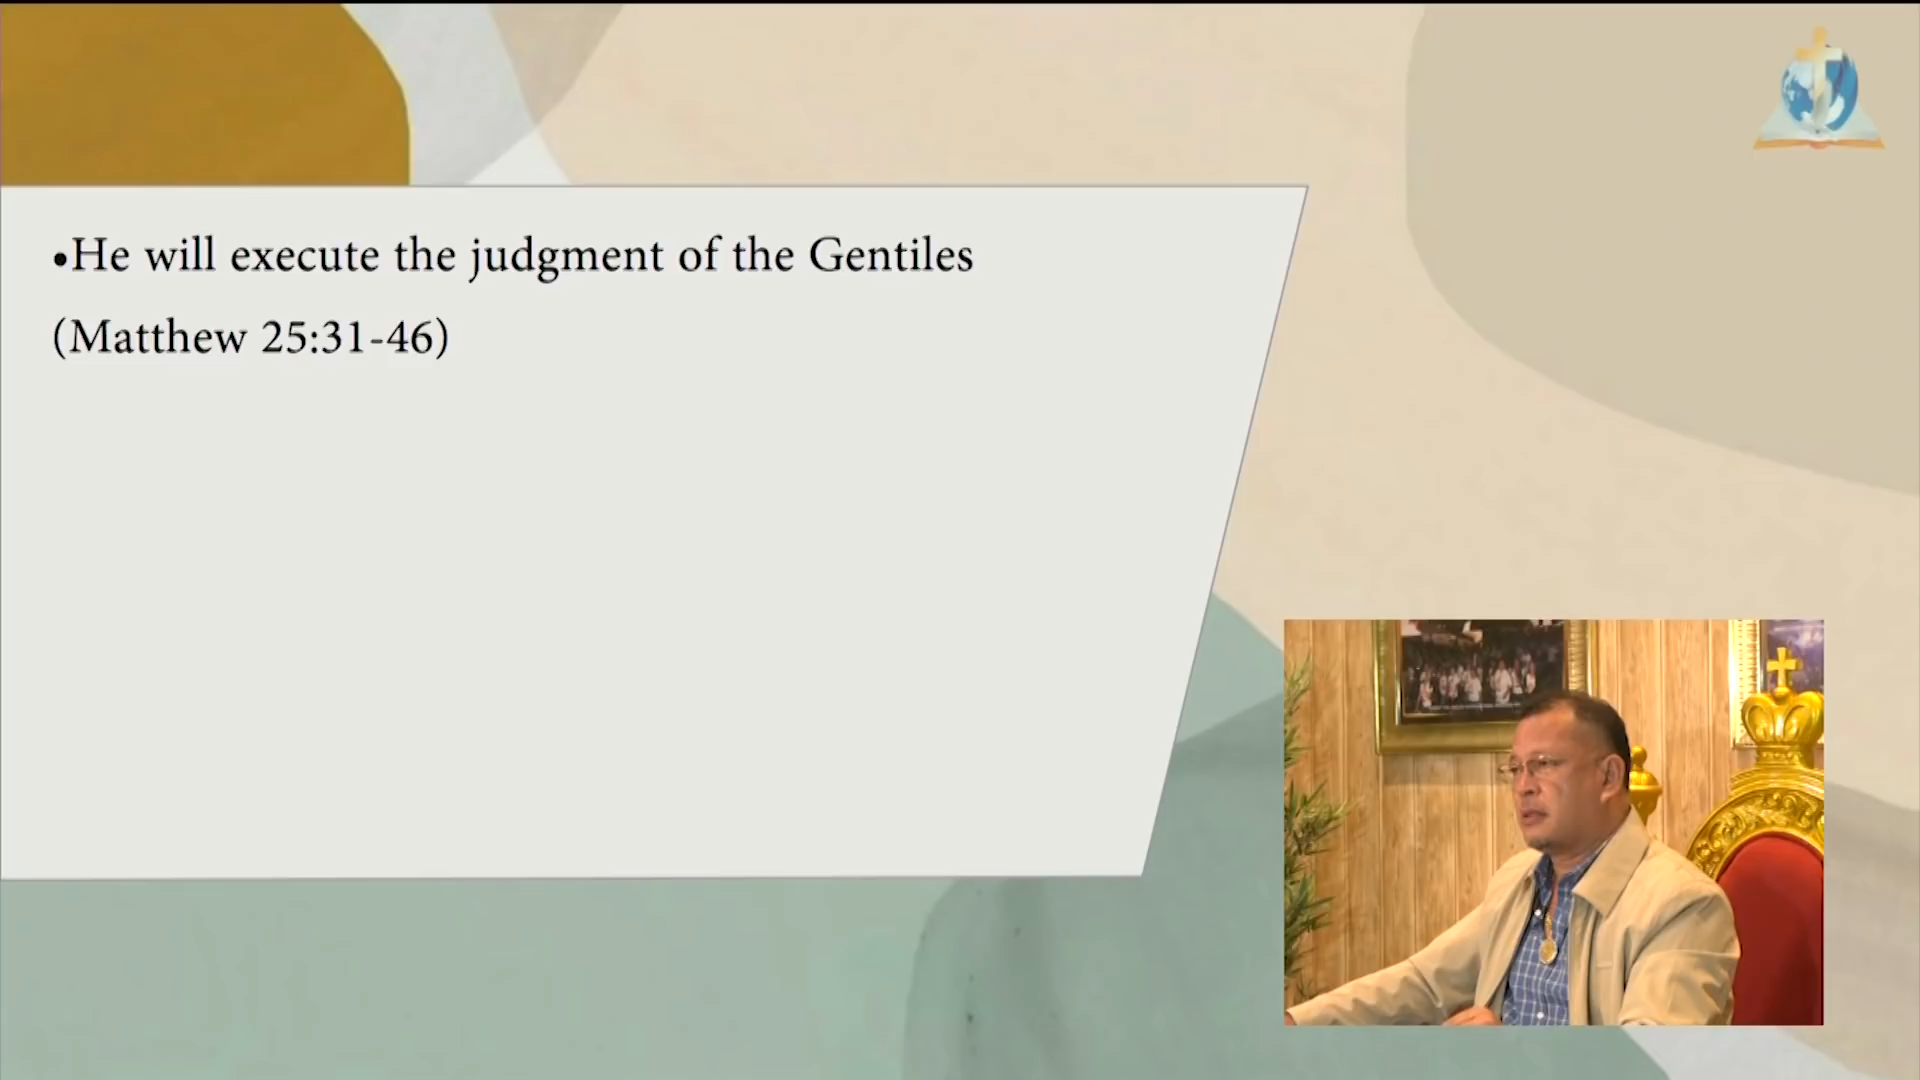 •He will execute the judgment of the Gentiles
(Matthew 25:31-46)